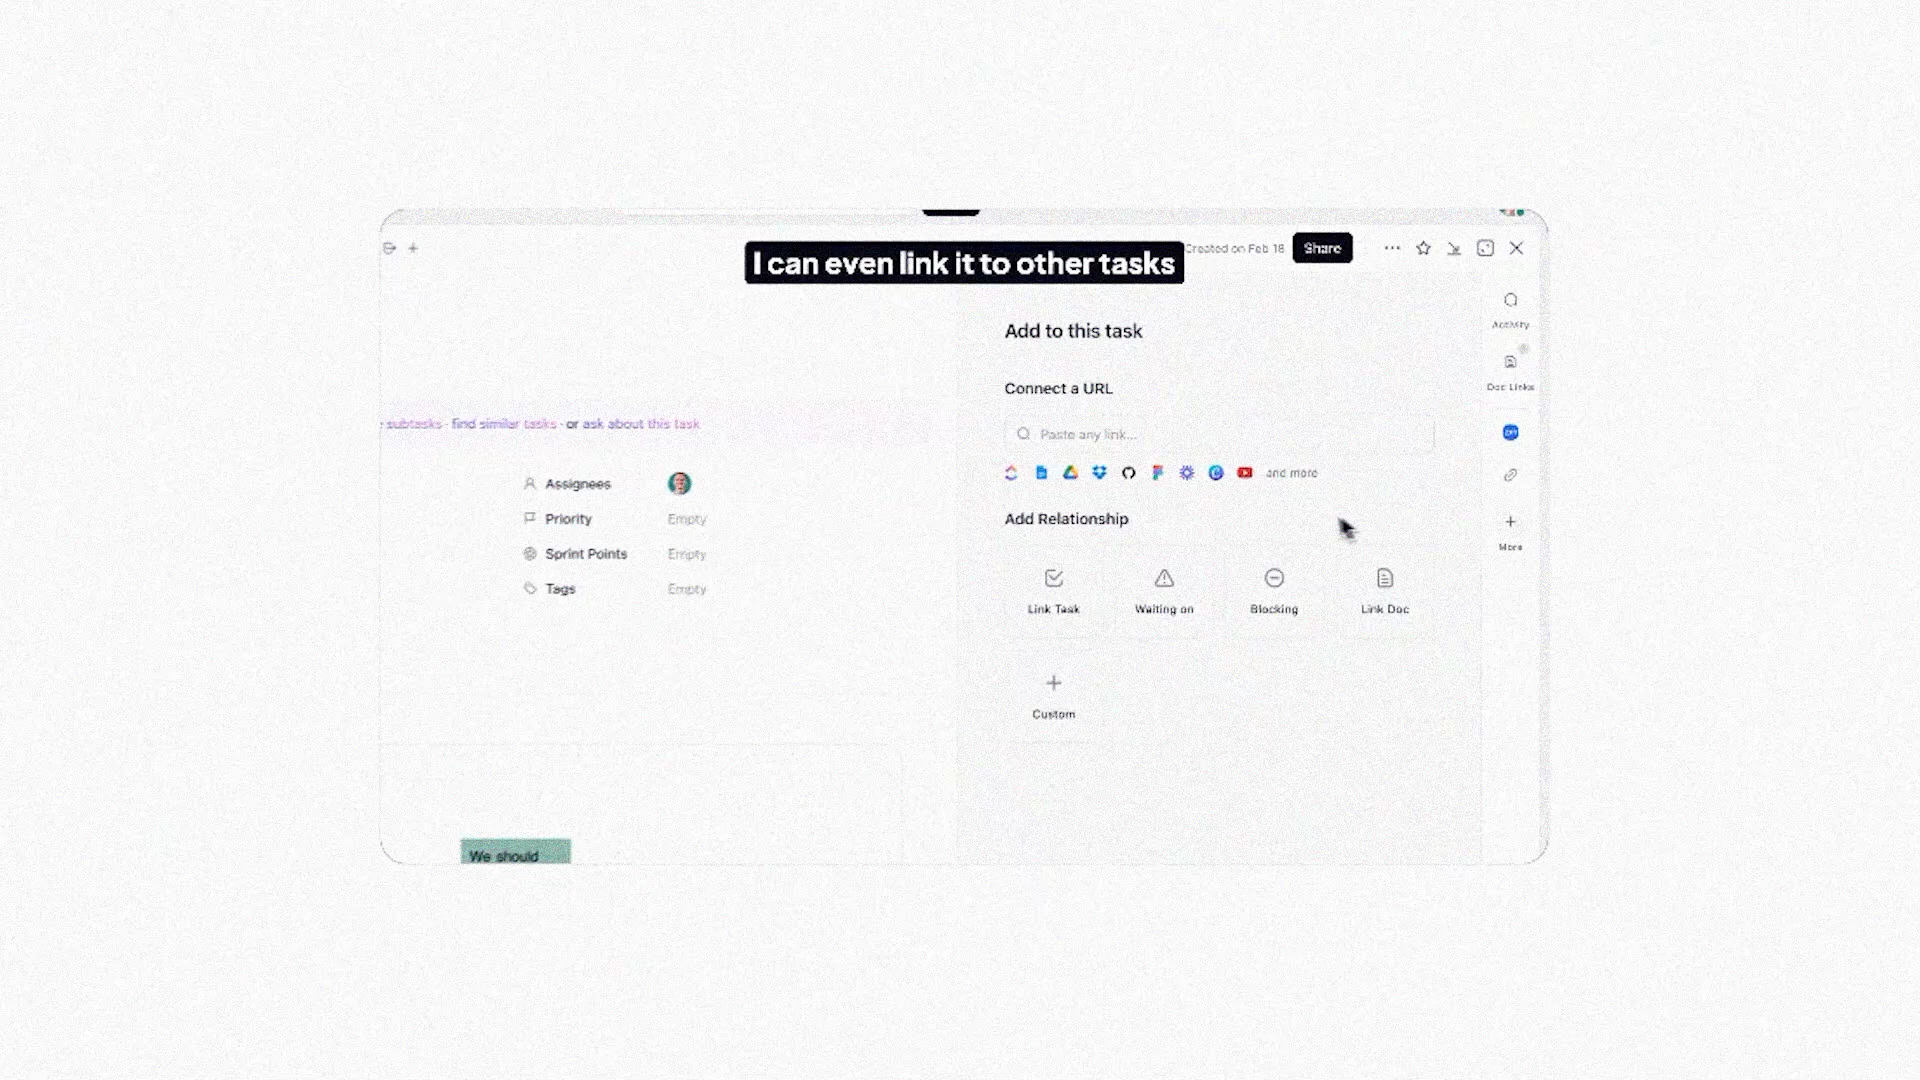 I can even link it to other tasks
Created on Feb 18
Share
Add to this task
Activity
Connect a URL
Doc Links
subtasks · find similar tasks · or ask about this task
Paste any link...
and more
Assignees
Priority Empty
Sprint Points Empty
Tags Empty
Add Relationship
More
Link Task
Waiting on
Blocking
Link Doc
Custom
We should